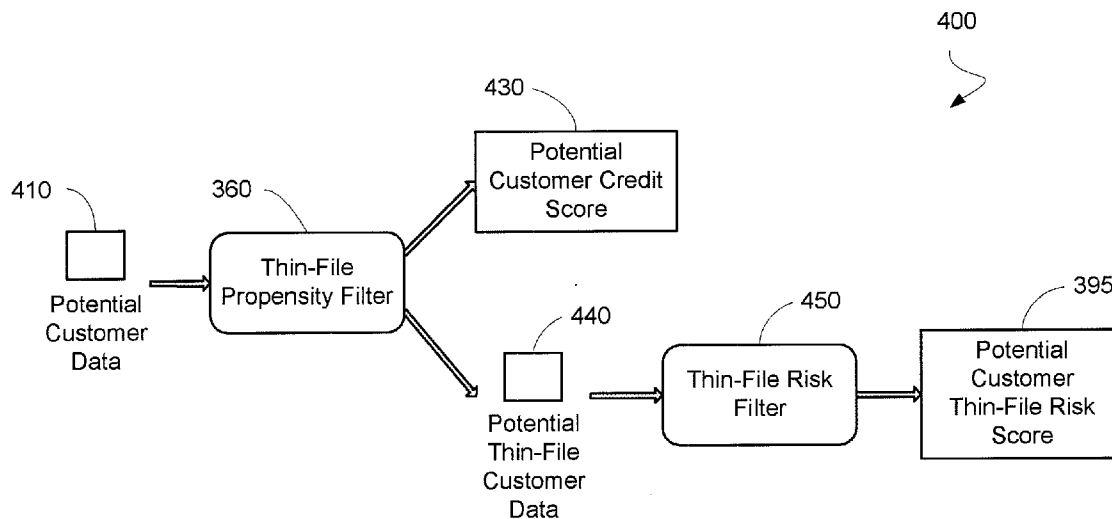 400
430
Potential
Customer Credit
Score
410
360
Thin-File
Propensity Filter
Potential
Customer
Data
440
450
395
Potential
Thin-File
Customer
Data
Thin-File Risk
Filter
Potential
Customer
Thin-File Risk
Score